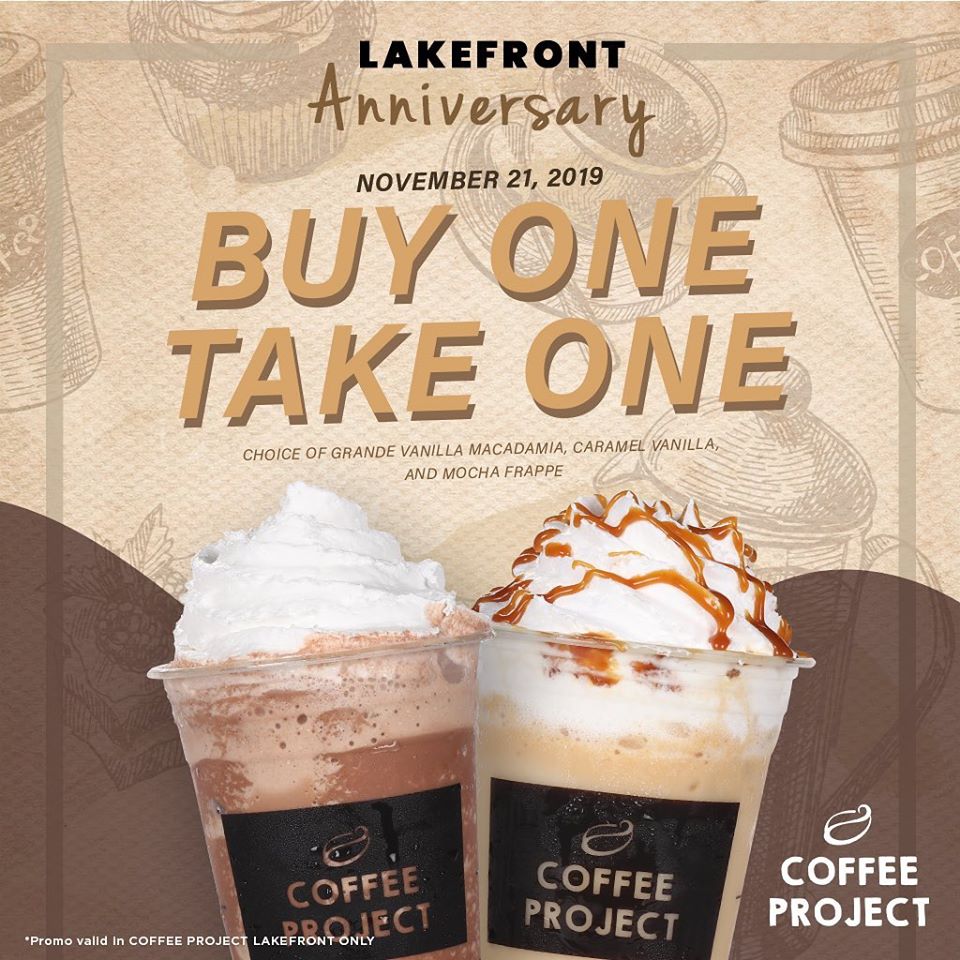 LAKEFRONT
Anniversary
NOVEMBER 21, 2019
BUY ONE
TAKE ONE
CHOICE OF GRANDE VANILLA MACADAMIA, CARAMEL VANILLA,
AND MOCHA FRAPPE
COFFEE
PROJECT
COFFEE
PROJECT
COFFEE
PROJECT
*Promo valid in COFFEE PROJECT LAKEFRONT ONLY